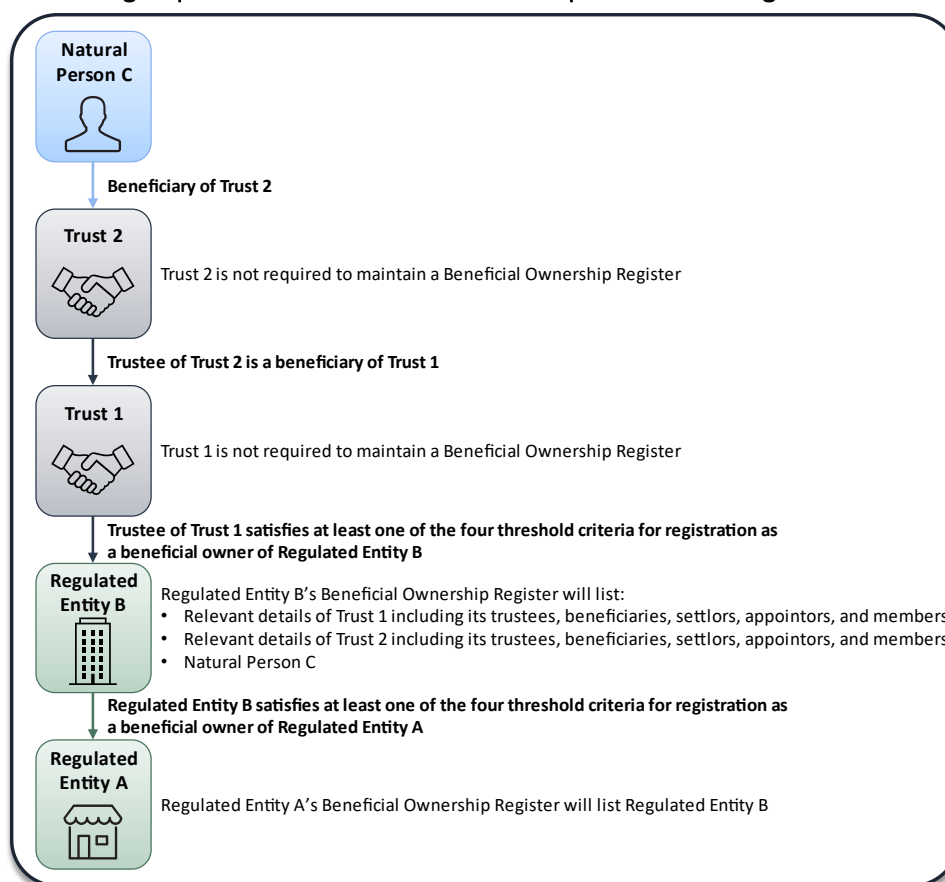 Natural
Person C
Beneficiary of Trust 2
Trust 2
Trust 2 is not required to maintain a Beneficial Ownership Register
Trustee of Trust 2 is a beneficiary of Trust 1
Trust 1
Trust 1 is not required to maintain a Beneficial Ownership Register
Trustee of Trust 1 satisfies at least one of the four threshold criteria for registration as
a beneficial owner of Regulated Entity B
Regulated
Entity B
Regulated Entity B's Beneficial Ownership Register will list:
• Relevant details of Trust 1 including its trustees, beneficiaries, settlors, appointors, and members
• Relevant details of Trust 2 including its trustees, beneficiaries, settlors, appointors, and members
• Natural Person C
Regulated Entity B satisfies at least one of the four threshold criteria for registration as
a beneficial owner of Regulated Entity A
Regulated
Entity A
Regulated Entity A's Beneficial Ownership Register will list Regulated Entity B